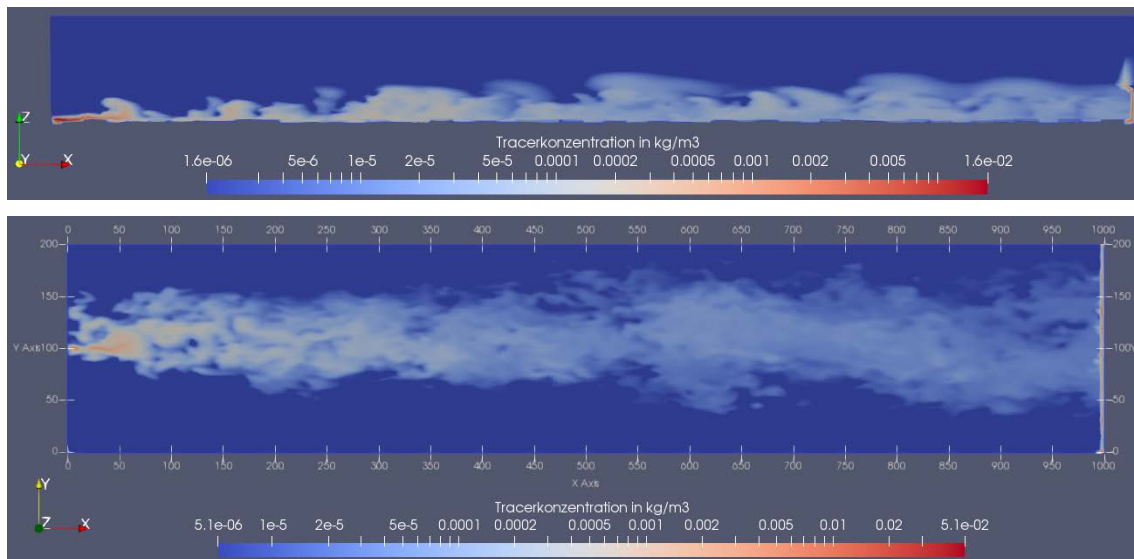 Z
Y X
Tracerkonzentration in kg/m3
1.6e-06 5e-6 1e-5 2e-5 5e-5 0.0001 0.0002 0.0005 0.001 0.002 0.005 1.6e-02
0 50 100 150 200 250 300 350 400 450 500 550 600 650 700 750 800 850 900 950 1000
200 200
150 150
Y Axis 100 100Y
50 50
0 0
0 50 100 150 200 250 300 350 400 450 500 550 600 650 700 750 800 850 900 950 1000
X Axis
Y
Z X
Tracerkonzentration in kg/m3
5.1e-06 1e-5 2e-5 5e-5 0.0001 0.0002 0.0005 0.001 0.002 0.005 0.01 0.02 5.1e-02